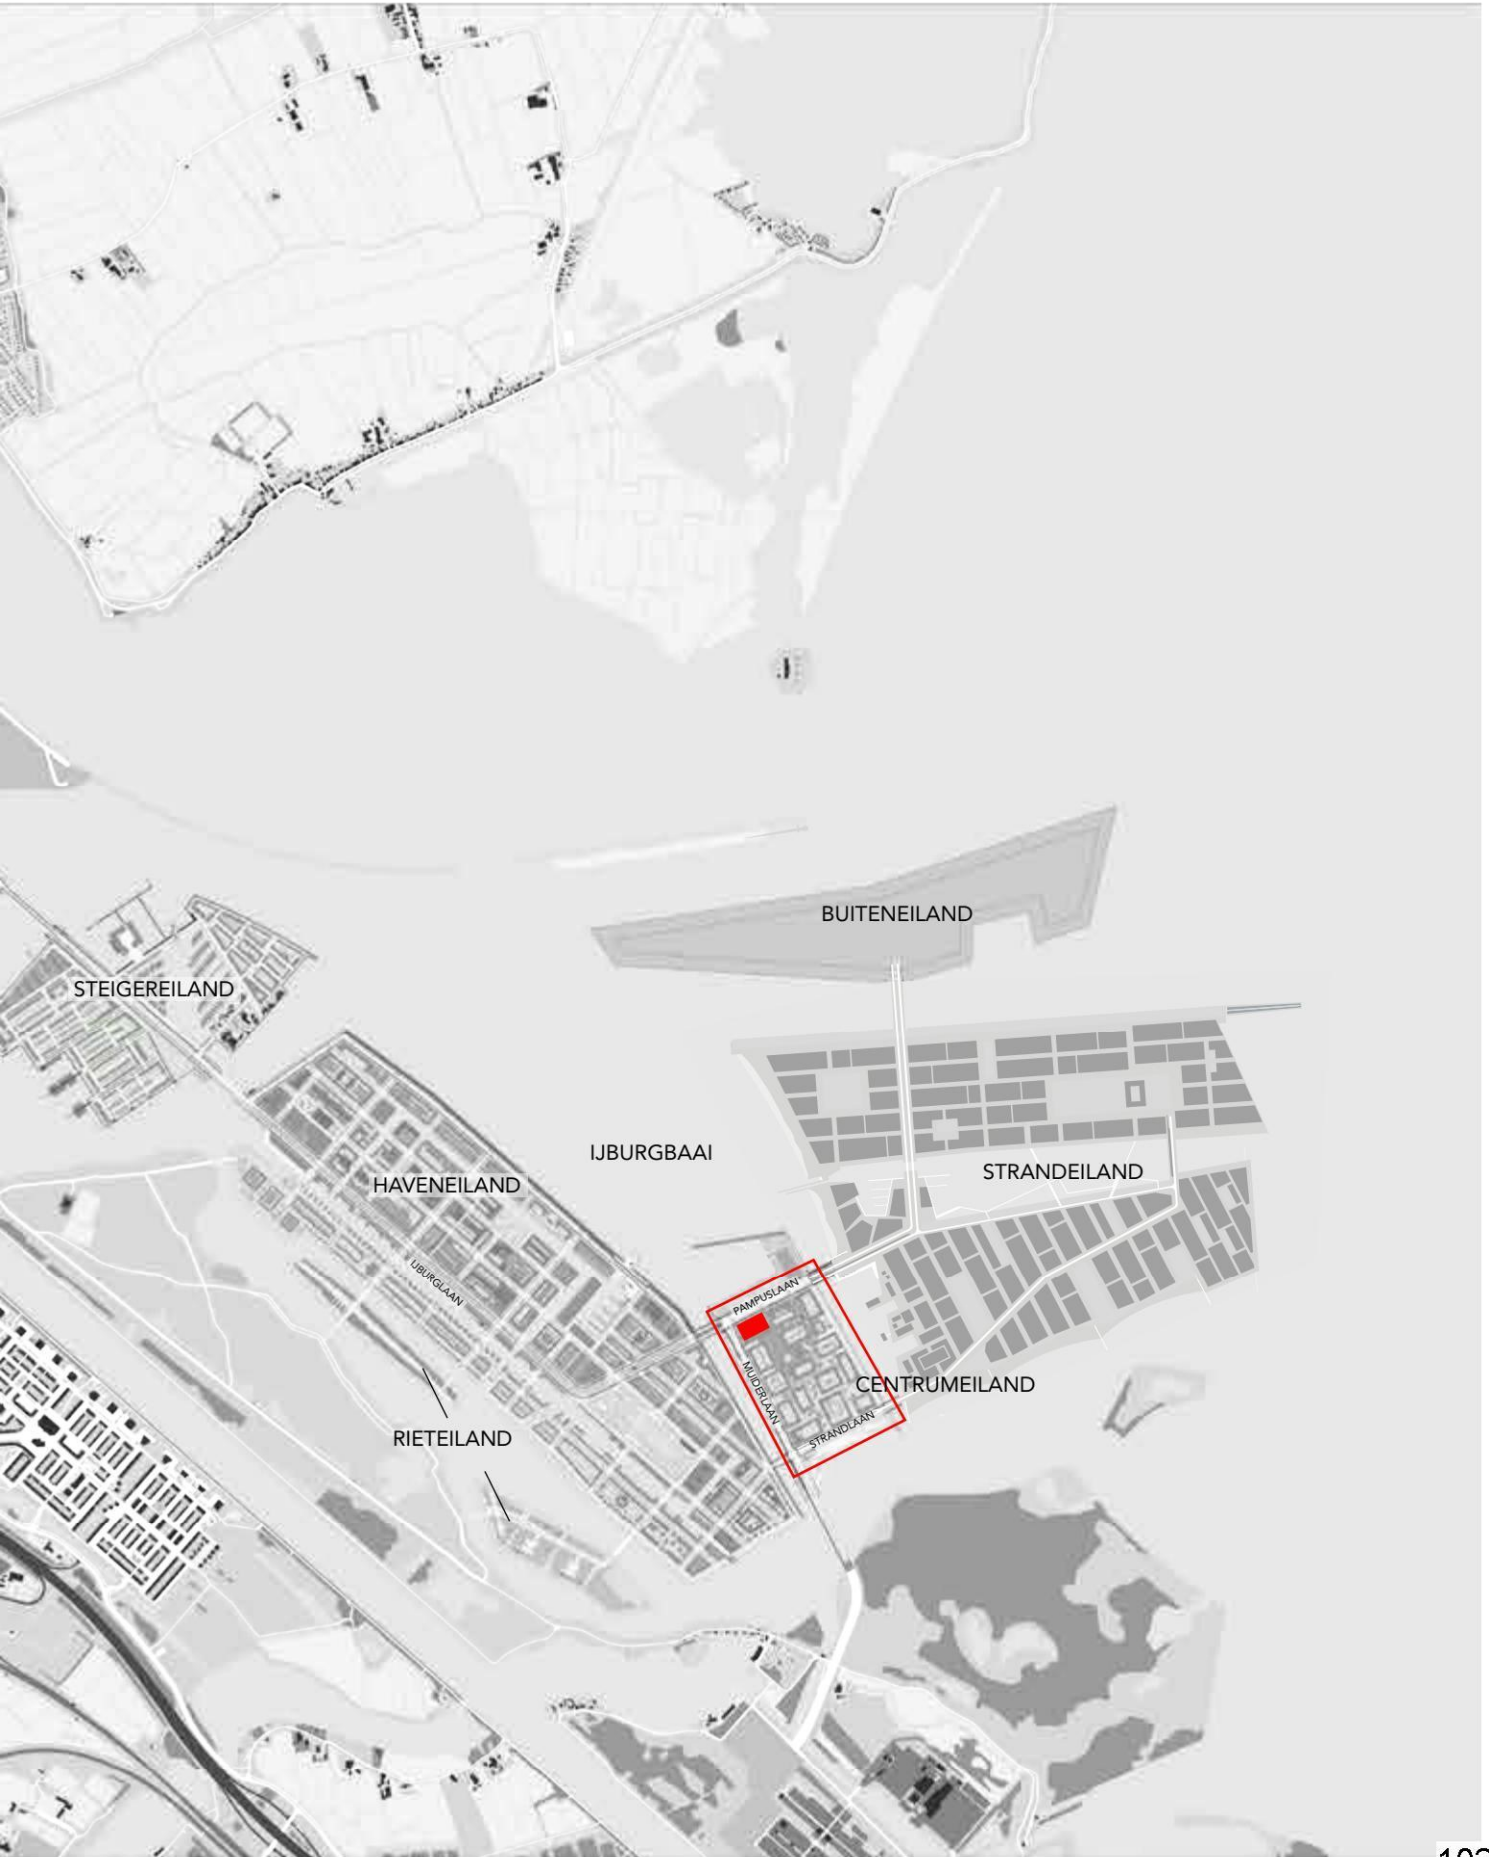 BUITENEILAND
STEIGEREILAND
IJBURGBAAI
STRANDEILAND
HAVENEILAND
IJBURGLAAN
PAMPUSLAAN
MUIDERLAAN
CENTRUMEILAND
STRANDLAAN
RIETEILAND